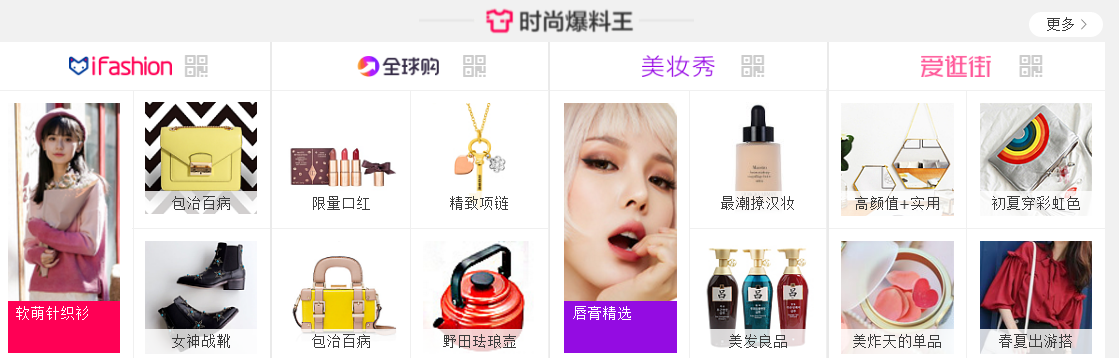 时尚爆料王
更多
iFashion
全球购
美妆秀
爱逛街
软萌针织衫
包治百病
女神战靴
限量口红
精致项链
包治百病
野田珐琅壶
唇膏精选
最潮撩汉妆
美发良品
吕
吕
吕
高颜值+实用
初夏穿彩虹色
美炸天的单品
春夏出游搭